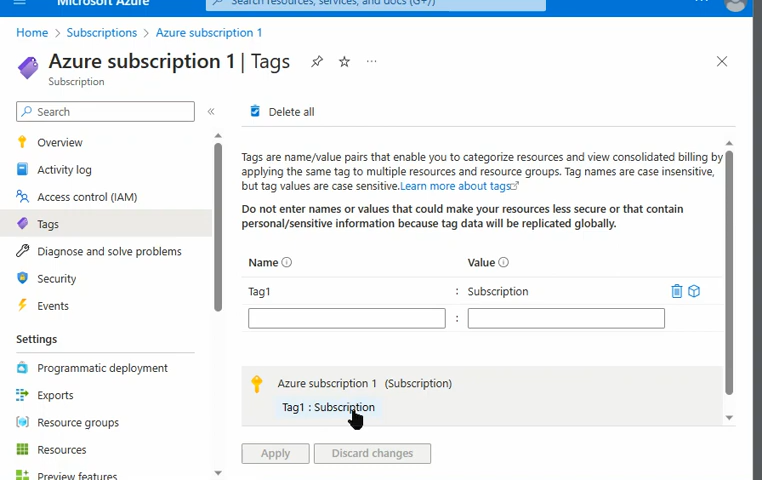 Microsoft Azure
Search resources, services, and docs (G+/)
Home > Subscriptions > Azure subscription 1
Azure subscription 1 | Tags
Subscription
Search
Delete all
Overview
Activity log
Access control (IAM)
Tags
Diagnose and solve problems
Security
Events
Settings
Programmatic deployment
Exports
Resource groups
Resources
Preview features
Tags are name/value pairs that enable you to categorize resources and view consolidated billing by
applying the same tag to multiple resources and resource groups. Tag names are case insensitive,
but tag values are case sensitive.Learn more about tags
Do not enter names or values that could make your resources less secure or that contain
personal/sensitive information because tag data will be replicated globally.
Name Value
Tag1 : Subscription
:
Azure subscription 1 (Subscription)
Tag1 : Subscription
Apply Discard changes